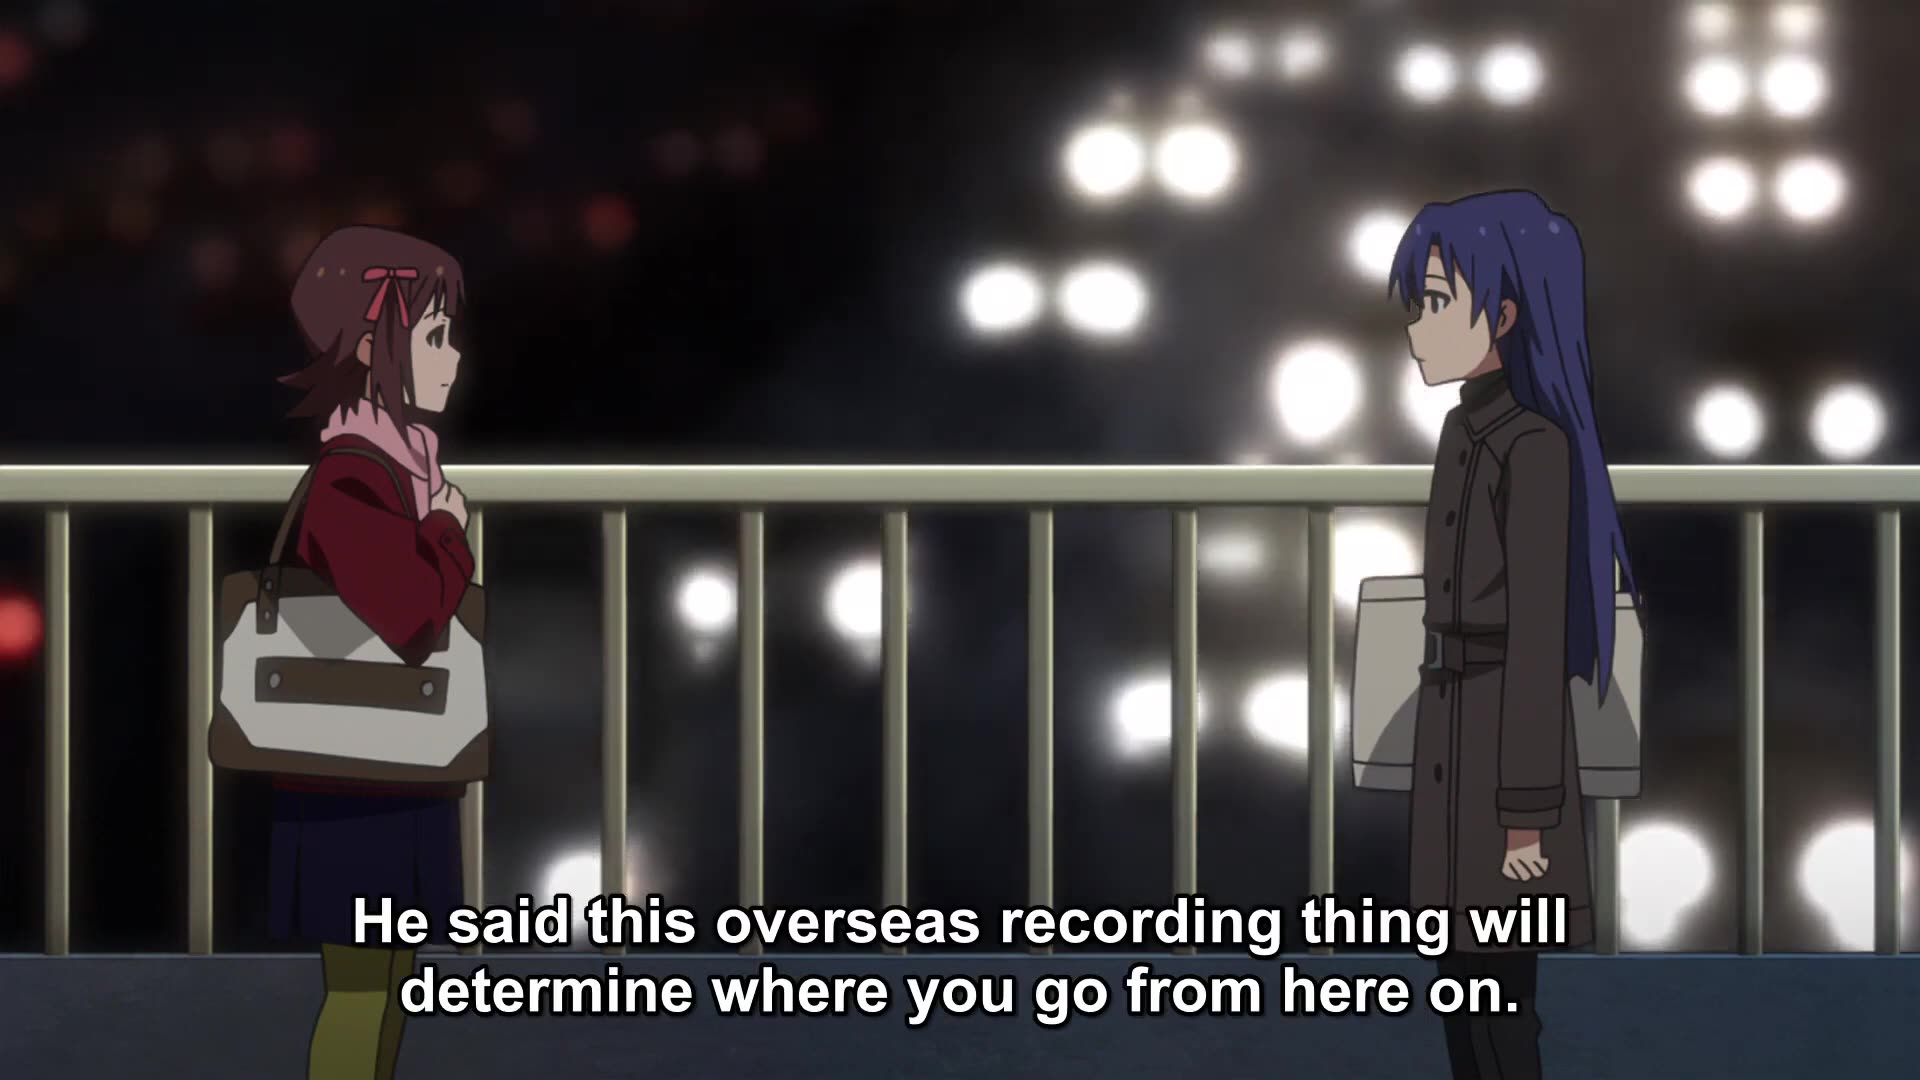 He said this overseas recording thing will
determine where you go from here on.